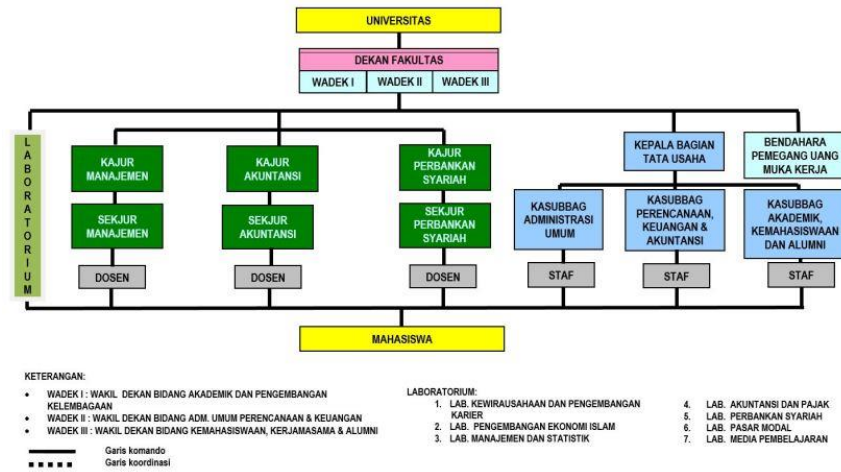 UNIVERSITAS
DEKAN FAKULTAS
WADEK I
WADEK II
WADEK III
LABORATORIUM
KAJUR
MANAJEMEN
KAJUR
AKUNTANSI
KAJUR
PERBANKAN
SYARIAH
KEPALA BAGIAN
TATA USAHA
BENDAHARA
PEMEGANG UANG
MUKA KERJA
SEKJUR
MANAJEMEN
SEKJUR
AKUNTANSI
SEKJUR
PERBANKAN
SYARIAH
KASUBBAG
ADMINISTRASI
UMUM
KASUBBAG
PERENCANAAN,
KEUANGAN &
AKUNTANSI
KASUBBAG
AKADEMIK,
KEMAHASISWAAN
DAN ALUMNI
DOSEN
DOSEN
DOSEN
STAF
STAF
STAF
MAHASISWA
KETERANGAN:
• WADEK I : WAKIL DEKAN BIDANG AKADEMIK DAN PENGEMBANGAN
KELEMBAGAAN
• WADEK II : WAKIL DEKAN BIDANG ADM. UMUM PERENCANAAN & KEUANGAN
• WADEK III : WAKIL DEKAN BIDANG KEMAHASISWAAN, KERJAMASAMA & ALUMNI
Garis komando
Garis koordinasi
LABORATORIUM:
1. LAB. KEWIRAUSAHAAN DAN PENGEMBANGAN
KARIER
2. LAB. PENGEMBANGAN EKONOMI ISLAM
3. LAB. MANAJEMEN DAN STATISTIK
4. LAB. AKUNTANSI DAN PAJAK
5. LAB. PERBANKAN SYARIAH
6. LAB. PASAR MODAL
7. LAB. MEDIA PEMBELAJARAN